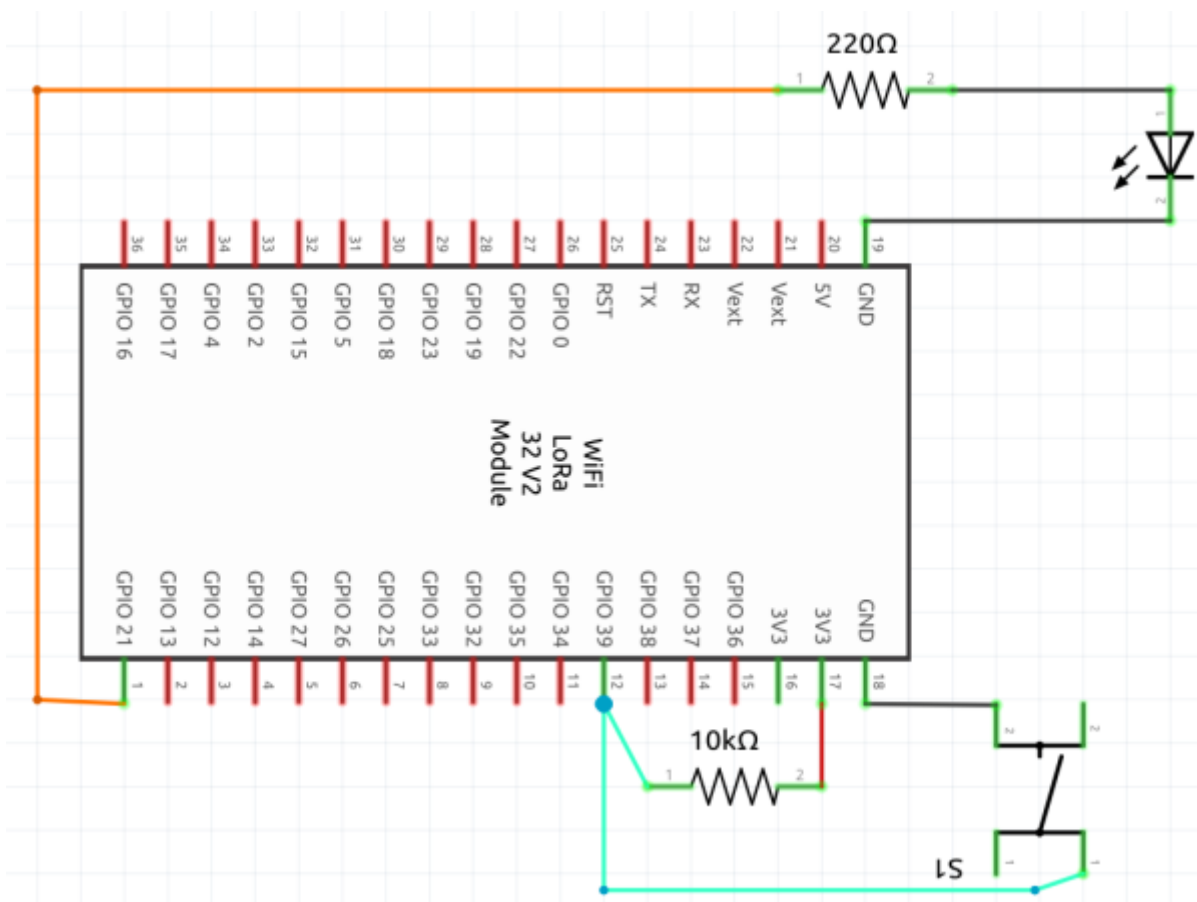 220Ω
1
2
1
2
36
35
34
33
32
31
30
29
28
27
26
25
24
23
22
21
20
19
GPIO 16
GPIO 17
GPIO 4
GPIO 2
GPIO 15
GPIO 5
GPIO 18
GPIO 23
GPIO 19
GPIO 22
GPIO 0
RST
TX
RX
Vext
Vext
5V
GND
WiFi
LoRa
32 V2
Module
GPIO 21
GPIO 13
GPIO 12
GPIO 14
GPIO 27
GPIO 26
GPIO 25
GPIO 33
GPIO 32
GPIO 35
GPIO 34
GPIO 39
GPIO 38
GPIO 37
GPIO 36
3V3
3V3
GND
1
2
3
4
5
6
7
8
9
10
11
12
13
14
15
16
17
18
10kΩ
1
2
2
2
S1
1
1